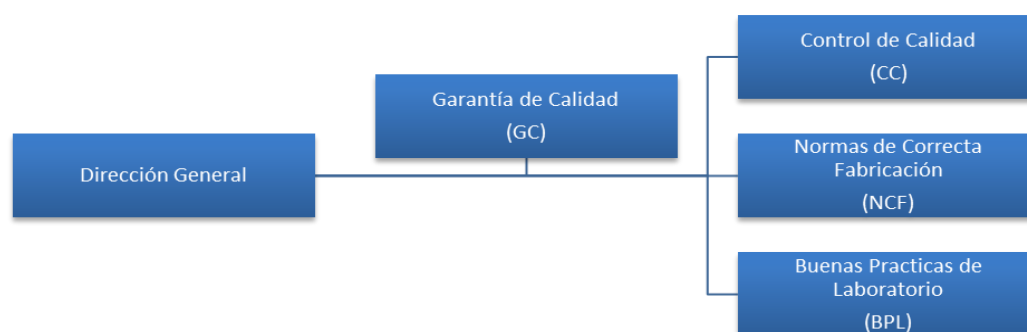 Dirección General
Garantía de Calidad
(GC)
Control de Calidad
(CC)
Normas de Correcta
Fabricación
(NCF)
Buenas Practicas de
Laboratorio
(BPL)